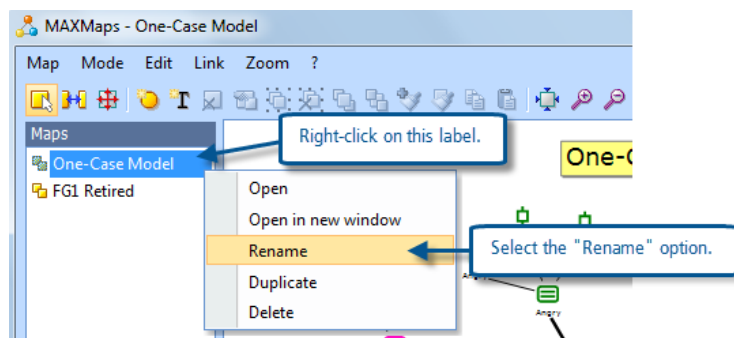 MAXMaps - One-Case Model
Map Mode Edit Link Zoom ?
Maps
Right-click on this label.
One-Case Model
One-C
FG1 Retired
Open
Open in new window
Rename
Select the "Rename" option.
Duplicate
Delete
Angry